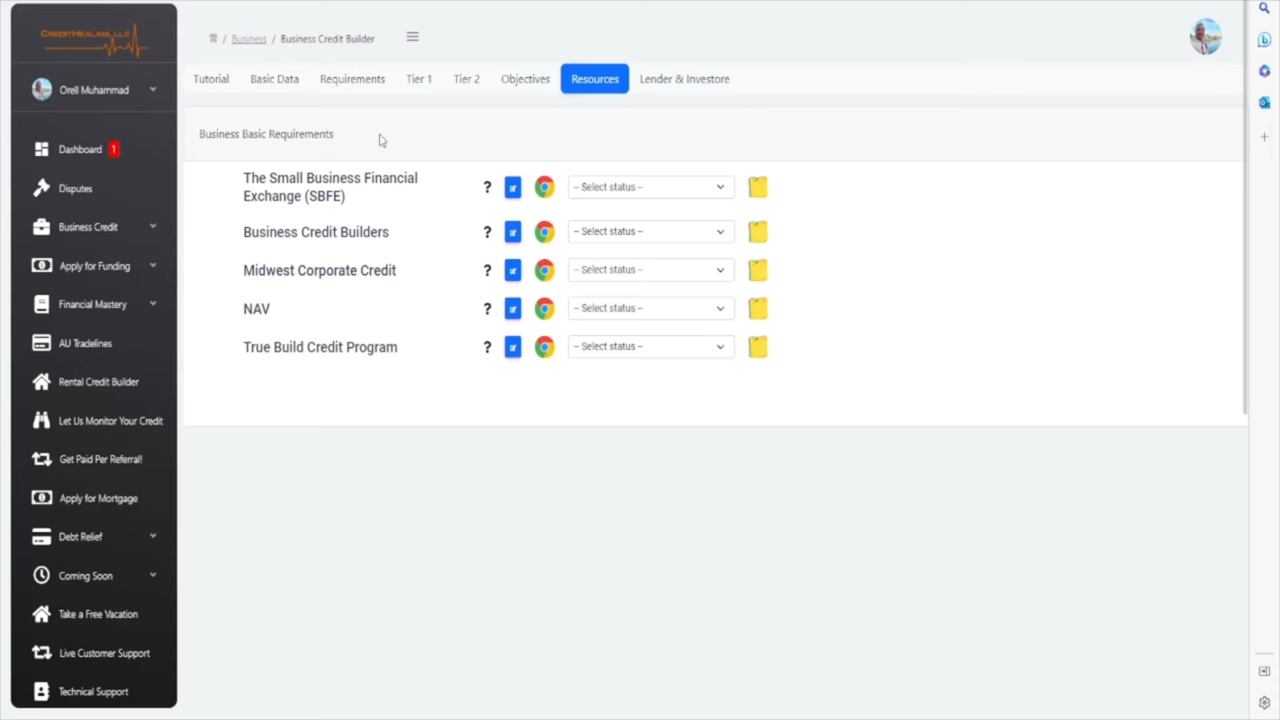 CREDITHEALING, LLC
Business / Business Credit Builder
Orell Muhammad
Tutorial Basic Data Requirements Tier 1 Tier 2 Objectives Resources Lender & Investore
Business Basic Requirements
The Small Business Financial
Exchange (SBFE)
? -- Select status --
Business Credit Builders ? -- Select status --
Midwest Corporate Credit ? -- Select status --
NAV ? -- Select status --
True Build Credit Program ? -- Select status --
Dashboard 1
Disputes
Business Credit
Apply for Funding
Financial Mastery
AU Tradelines
Rental Credit Builder
Let Us Monitor Your Credit
Get Paid Per Referral!
Apply for Mortgage
Debt Relief
Coming Soon
Take a Free Vacation
Live Customer Support
Technical Support